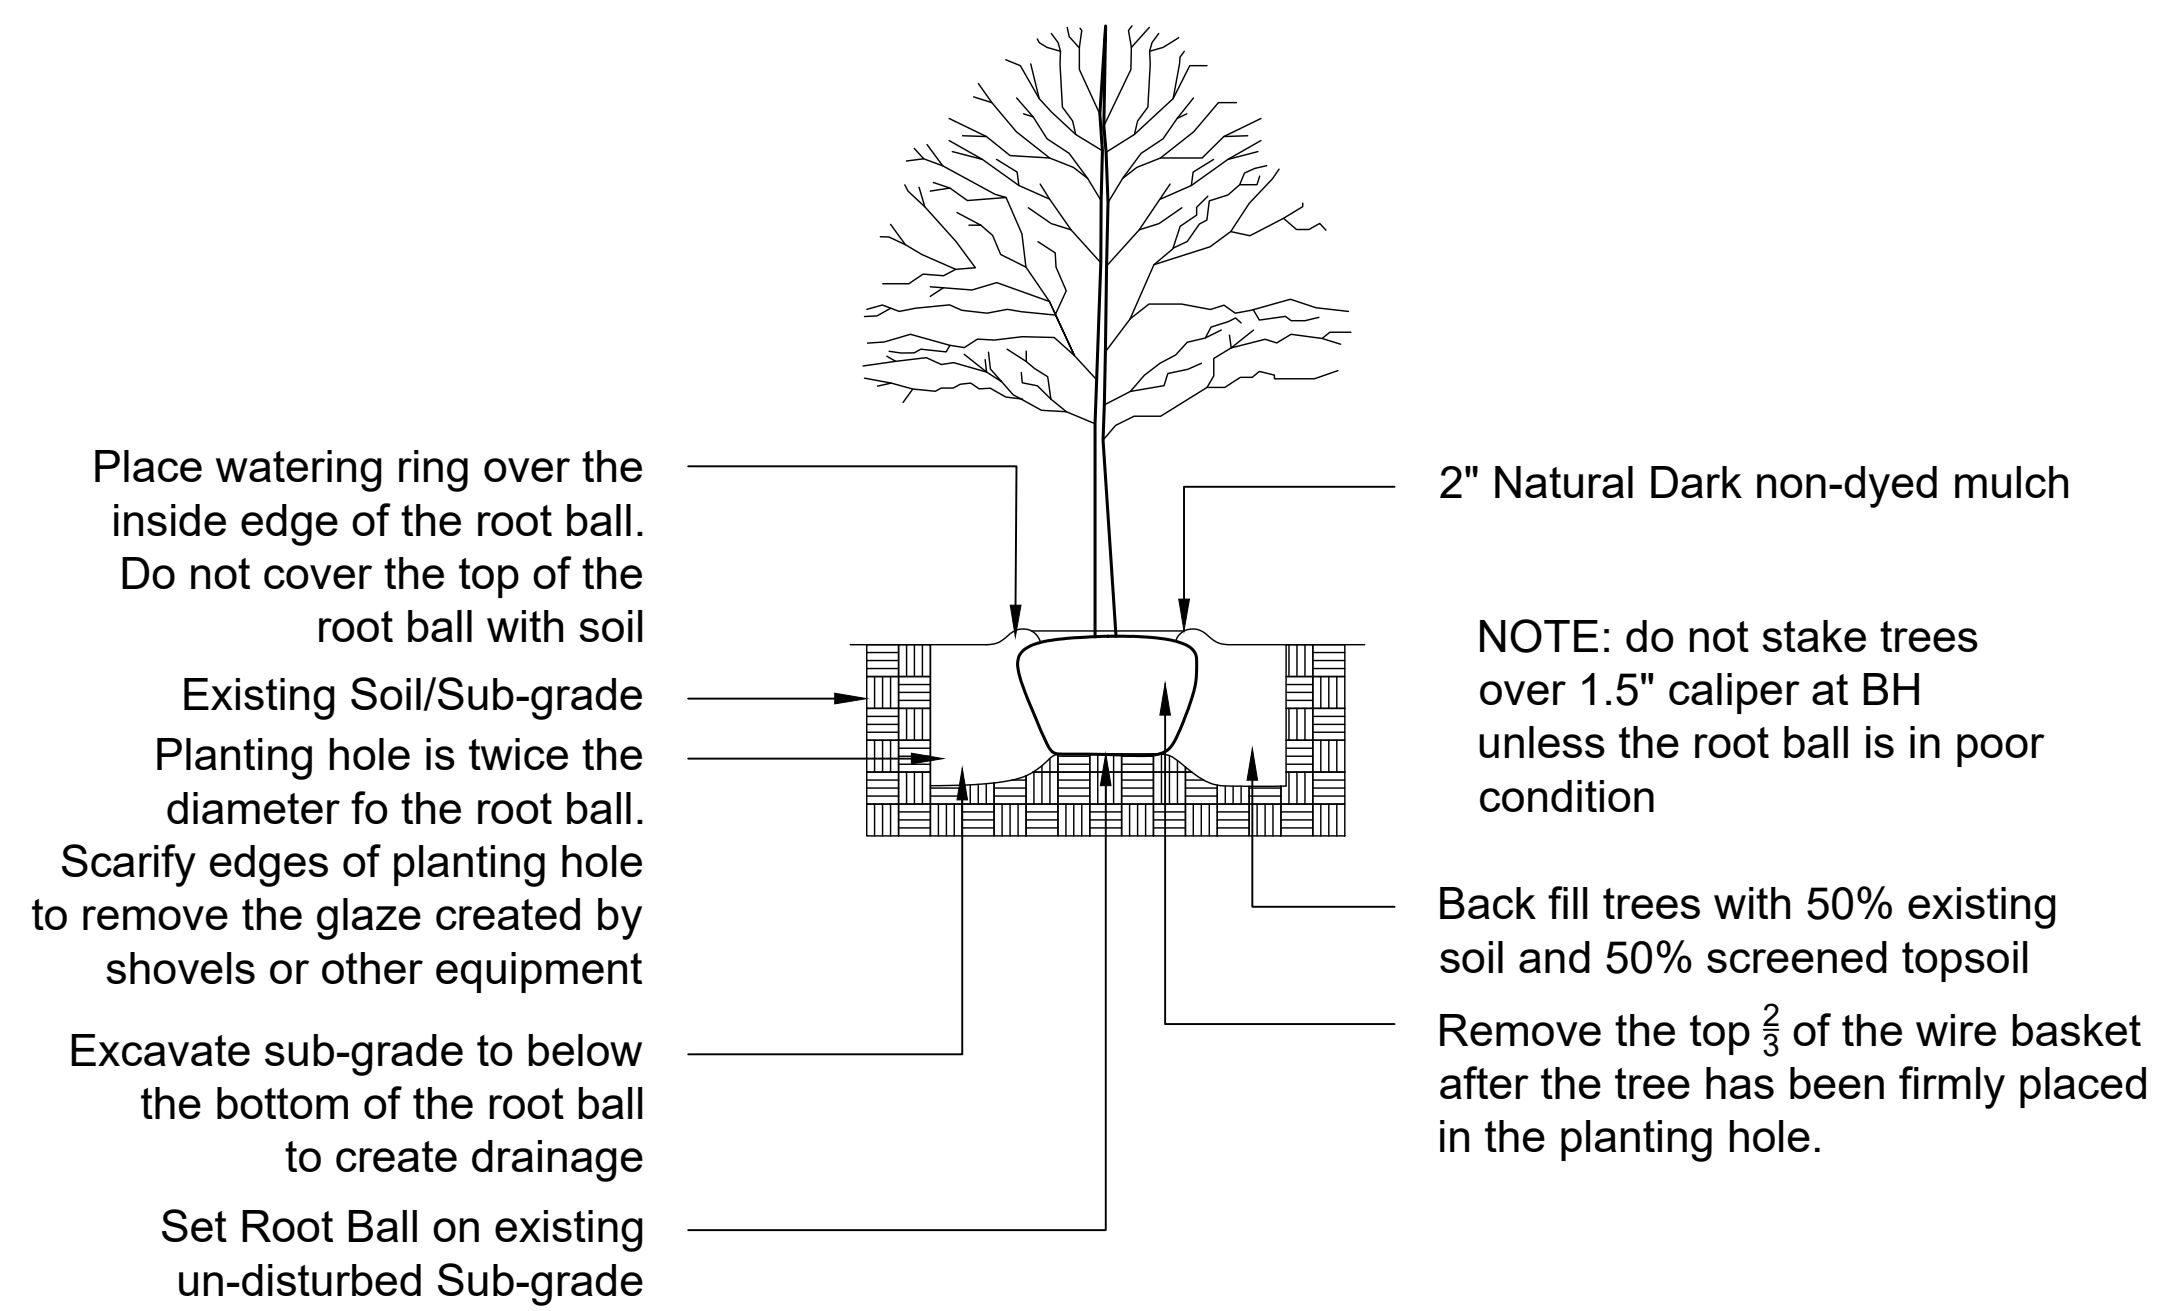 Place watering ring over the
inside edge of the root ball.
Do not cover the top of the
root ball with soil
Existing Soil/Sub-grade
Planting hole is twice the
diameter fo the root ball.
Scarify edges of planting hole
to remove the glaze created by
shovels or other equipment
Excavate sub-grade to below
the bottom of the root ball
to create drainage
Set Root Ball on existing
un-disturbed Sub-grade
2" Natural Dark non-dyed mulch
NOTE: do not stake trees
over 1.5" caliper at BH
unless the root ball is in poor
condition
Back fill trees with 50% existing
soil and 50% screened topsoil
Remove the top 2/3 of the wire basket
after the tree has been firmly placed
in the planting hole.